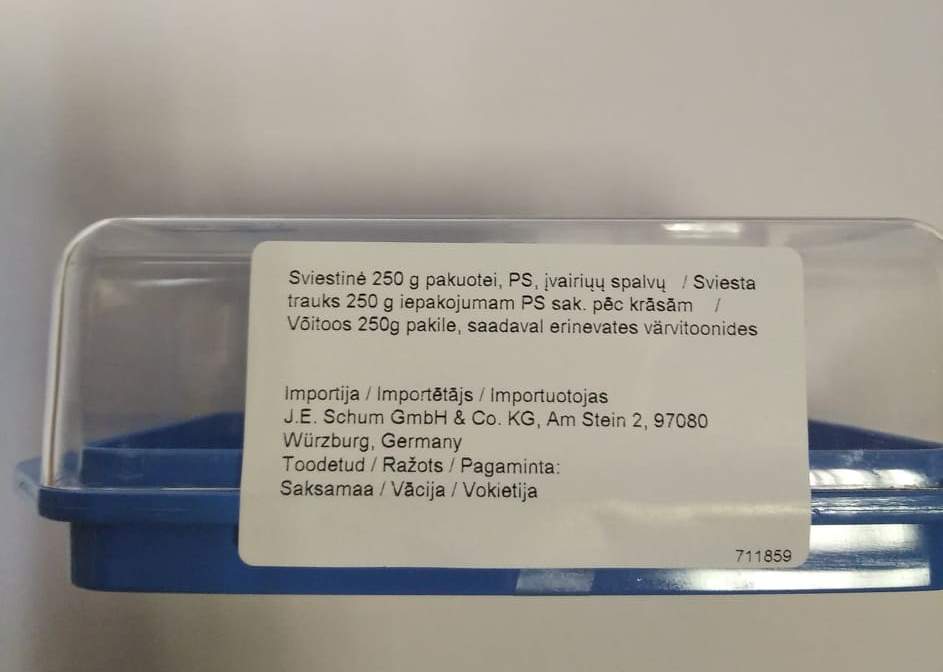 Sviestinė 250 g pakuotei, PS, įvairiųų spalvų / Sviesta
trauks 250 g iepakojumam PS sak. pēc krāsām /
Võitoos 250g pakile, saadaval erinevates värvitoonides
Importija / Importētājs / Importuotojas
J.E. Schum GmbH & Co. KG, Am Stein 2, 97080
Würzburg, Germany
Toodetud / Ražots / Pagaminta:
Saksamaa / Vācija / Vokietija
711859